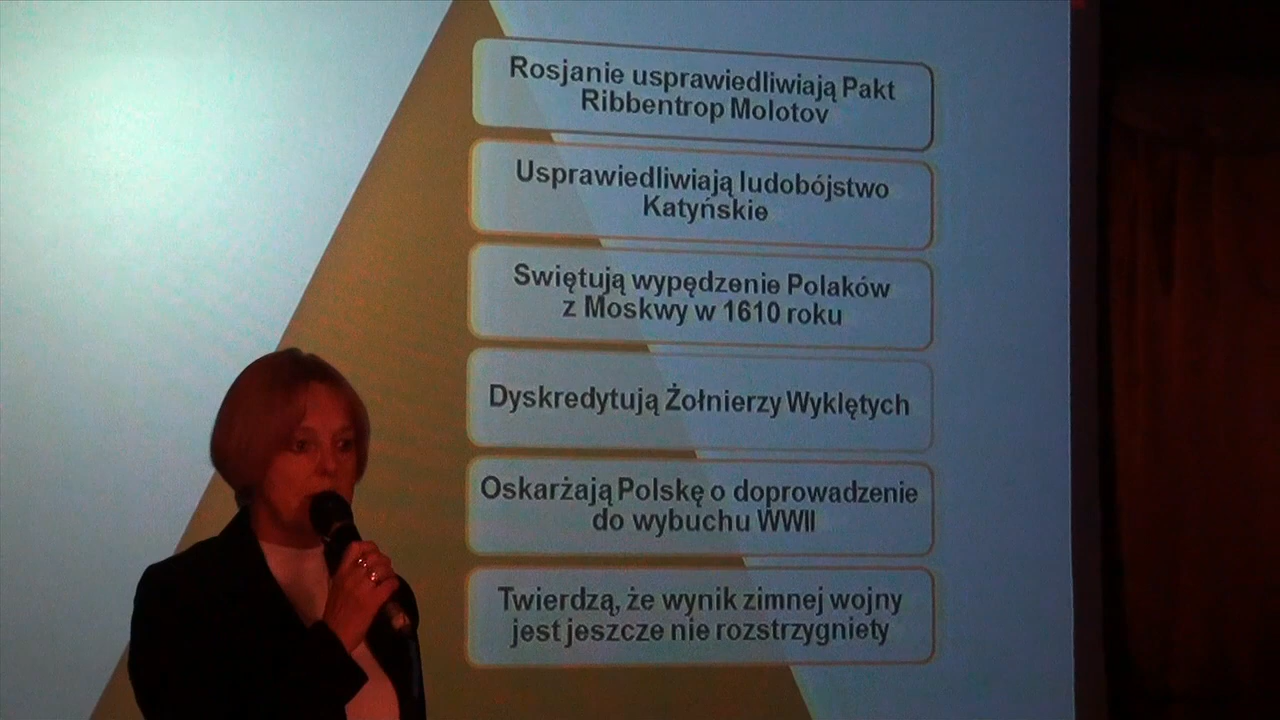 Rosjanie usprawiedliwiają Pakt
Ribbentrop Molotov
Usprawiedliwiają ludobójstwo
Katyńskie
Swiętują wypędzenie Polaków
z Moskwy w 1610 roku
Dyskredytują Żołnierzy Wyklętych
Oskarżają Polskę o doprowadzenie
do wybuchu WWII
Twierdzą, że wynik zimnej wojny
jest jeszcze nie rozstrzygniety